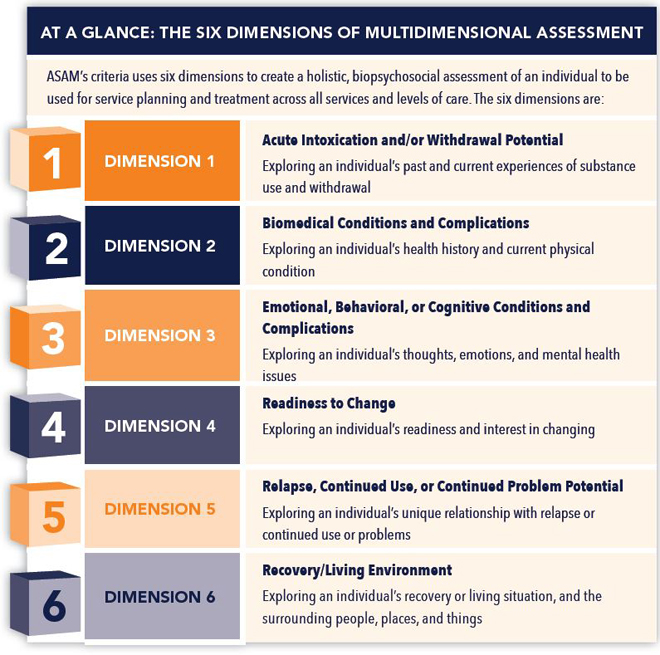 AT A GLANCE: THE SIX DIMENSIONS OF MULTIDIMENSIONAL ASSESSMENT
ASAM's criteria uses six dimensions to create a holistic, biopsychosocial assessment of an individual to be
used for service planning and treatment across all services and levels of care. The six dimensions are:
1
DIMENSION 1
Acute Intoxication and/or Withdrawal Potential
Exploring an individual's past and current experiences of substance
use and withdrawal
2
DIMENSION 2
Biomedical Conditions and Complications
Exploring an individual's health history and current physical
condition
3
DIMENSION 3
Emotional, Behavioral, or Cognitive Conditions and
Complications
Exploring an individual's thoughts, emotions, and mental health
issues
4
DIMENSION 4
Readiness to Change
Exploring an individual's readiness and interest in changing
5
DIMENSION 5
Relapse, Continued Use, or Continued Problem Potential
Exploring an individual's unique relationship with relapse or
continued use or problems
6
DIMENSION 6
Recovery/Living Environment
Exploring an individual's recovery or living situation, and the
surrounding people, places, and things